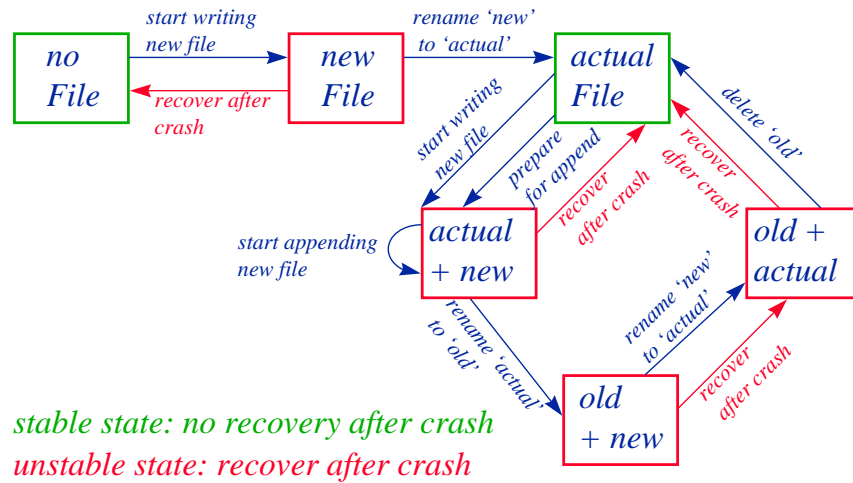 start writing
new file
rename ‘new’
to ‘actual’
no
File
new
File
actual
File
recover after
crash
start writing
new file
prepare
for append
recover
after crash
recover
after crash
delete ‘old’
start appending
new file
actual
+ new
old +
actual
rename ‘actual’
to ‘old’
rename ‘new’
to ‘actual’
recover
after crash
old
+ new
stable state: no recovery after crash
unstable state: recover after crash